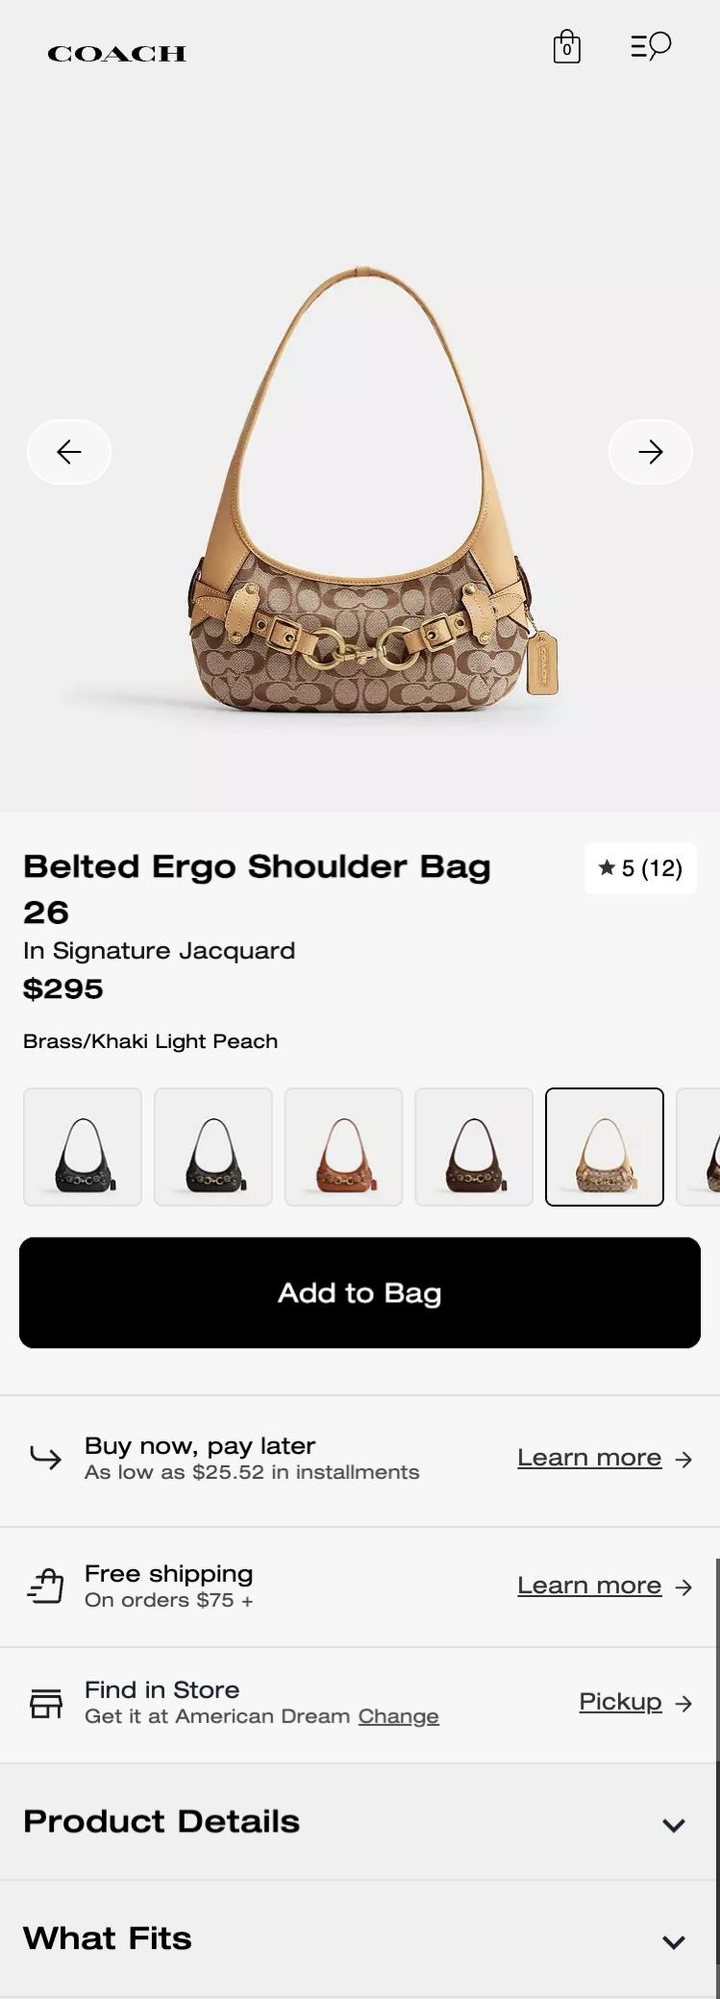 COACH
0
COACH
Belted Ergo Shoulder Bag
26
★ 5 (12)
In Signature Jacquard
$295
Brass/Khaki Light Peach
Add to Bag
Buy now, pay later
As low as $25.52 in installments
Learn more →
Free shipping
On orders $75 +
Learn more →
Find in Store
Get it at American Dream Change
Pickup →
Product Details
What Fits